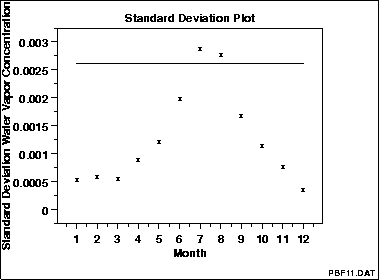 Standard Deviation Plot
Standard Deviation Water Vapor Concentration
0.003
0.0025
0.002
0.0015
0.001
0.0005
0
1 2 3 4 5 6 7 8 9 10 11 12
Month
PBF11.DAT